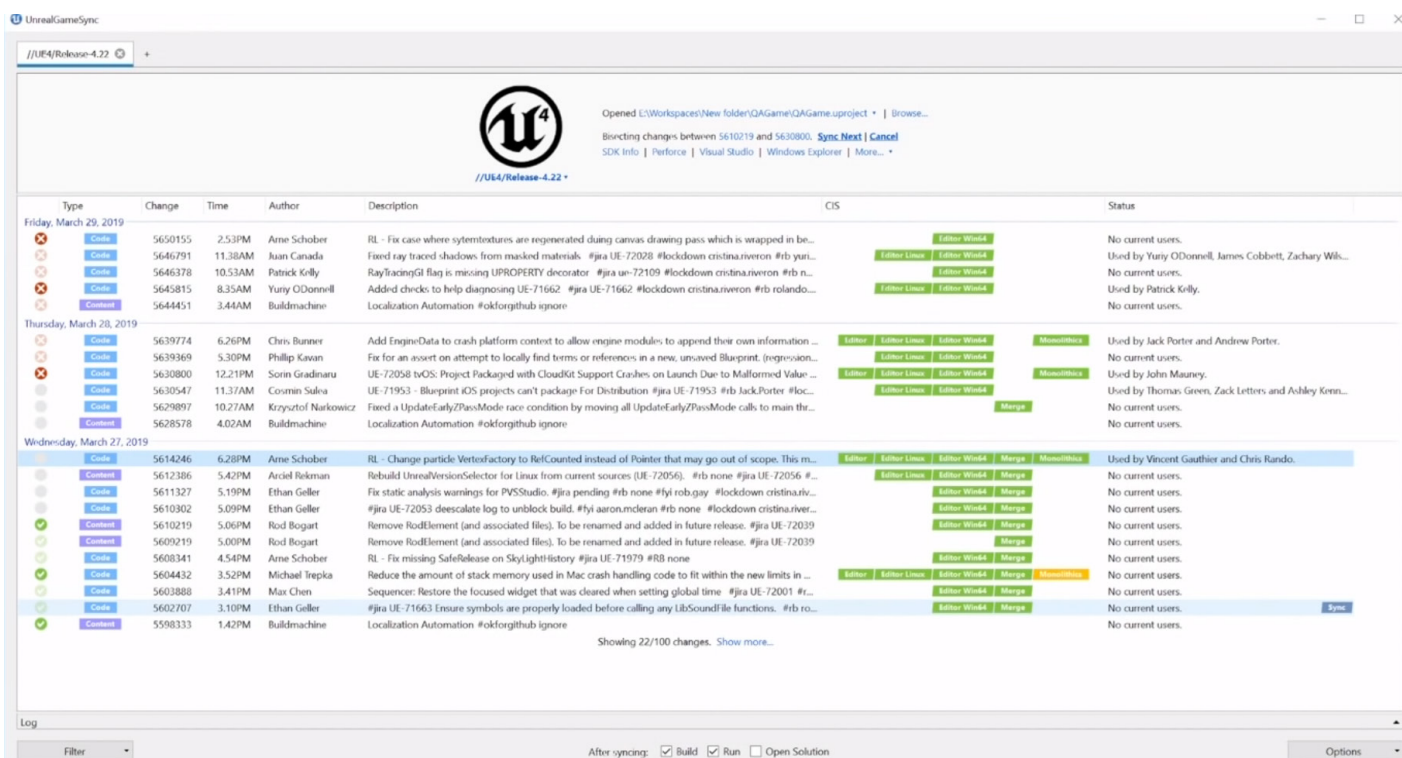 UnrealGameSync
//UE4/Release-4.22 +
Opened E:\Workspaces\New folder\QAGame\QAGame.uproject | Browse...
Bisecting changes between 5610219 and 5630800. Sync Next | Cancel
SDK Info | Perforce | Visual Studio | Windows Explorer | More...
//UE4/Release-4.22
Type Change Time Author Description CIS Status
Friday, March 29, 2019
Code 5650155 2.53PM Arne Schober RL - Fix case where sytemtextures are regenerated duing canvas drawing pass which is wrapped in be... Editor Win64 No current users.
Code 5646791 11.38AM Juan Canada Fixed ray traced shadows from masked materials #jira UE-72028 #lockdown cristina.riveron #rb yuri... Editor Linux Editor Win64 Used by Yuriy ODonnell, James Cobbett, Zachary Wils...
Code 5646378 10.53AM Patrick Kelly RayTracingGI flag is missing UPROPERTY decorator #jira ue-72109 #lockdown cristina.riveron #rb n... Editor Win64 No current users.
Code 5645815 8.35AM Yuriy ODonnell Added checks to help diagnosing UE-71662 #jira UE-71662 #lockdown cristina.riveron #rb rolando.... Editor Linux Editor Win64 Used by Patrick Kelly.
Content 5644451 3.44AM Buildmachine Localization Automation #okforgithub ignore No current users.
Thursday, March 28, 2019
Code 5639774 6.26PM Chris Bunner Add EngineData to crash platform context to allow engine modules to append their own information ... Editor Editor Linux Editor Win64 Monolithics Used by Jack Porter and Andrew Porter.
Code 5639369 5.30PM Phillip Kavan Fix for an assert on attempt to locally find terms or references in a new, unsaved Blueprint. (regression... Editor Linux Editor Win64 No current users.
Code 5630800 12.21PM Sorin Gradinaru UE-72058 tvOS: Project Packaged with CloudKit Support Crashes on Launch Due to Malformed Value ... Editor Editor Linux Editor Win64 Monolithics Used by John Mauney.
Code 5630547 11.37AM Cosmin Sulea UE-71953 - Blueprint iOS projects can't package For Distribution #jira UE-71953 #rb Jack.Porter #loc... Editor Linux Editor Win64 Used by Thomas Green, Zack Letters and Ashley Kenn...
Code 5629897 10.27AM Krzysztof Narkowicz Fixed a UpdateEarlyZPassMode race condition by moving all UpdateEarlyZPassMode calls to main thr... Merge No current users.
Content 5628578 4.02AM Buildmachine Localization Automation #okforgithub ignore No current users.
Wednesday, March 27, 2019
Code 5614246 6.28PM Arne Schober RL - Change particle VertexFactory to RefCounted instead of Pointer that may go out of scope. This m... Editor Editor Linux Editor Win64 Merge Monolithics Used by Vincent Gauthier and Chris Rando.
Content 5612386 5.42PM Arciel Rekman Rebuild UnrealVersionSelector for Linux from current sources (UE-72056). #rb none #jira UE-72056 #... Editor Linux Editor Win64 Merge No current users.
Code 5611327 5.19PM Ethan Geller Fix static analysis warnings for PVSStudio. #jira pending #rb none #fyi rob.gay #lockdown cristina.riv... Editor Win64 Merge No current users.
Code 5610302 5.09PM Ethan Geller #jira UE-72053 deescalate log to unblock build. #fyi aaron.mcleran #rb none #lockdown cristina.river... Editor Win64 Merge No current users.
Content 5610219 5.06PM Rod Bogart Remove RodElement (and associated files). To be renamed and added in future release. #jira UE-72039 Editor Win64 Merge No current users.
Content 5609219 5.00PM Rod Bogart Remove RodElement (and associated files). To be renamed and added in future release. #jira UE-72039 Merge No current users.
Code 5608341 4.54PM Arne Schober RL - Fix missing SafeRelease on SkyLightHistory #jira UE-71979 #RB none Editor Win64 Merge No current users.
Code 5604432 3.52PM Michael Trepka Reduce the amount of stack memory used in Mac crash handling code to fit within the new limits in ... Editor Editor Linux Editor Win64 Merge Monolithics No current users.
Code 5603888 3.41PM Max Chen Sequencer: Restore the focused widget that was cleared when setting global time #jira UE-72001 #r... Editor Win64 Merge No current users.
Code 5602707 3.10PM Ethan Geller #jira UE-71663 Ensure symbols are properly loaded before calling any LibSoundFile functions. #rb ro... Editor Win64 Merge No current users. Sync
Content 5598333 1.42PM Buildmachine Localization Automation #okforgithub ignore No current users.
Showing 22/100 changes. Show more...
Log
Filter After syncing: Build Run Open Solution Options